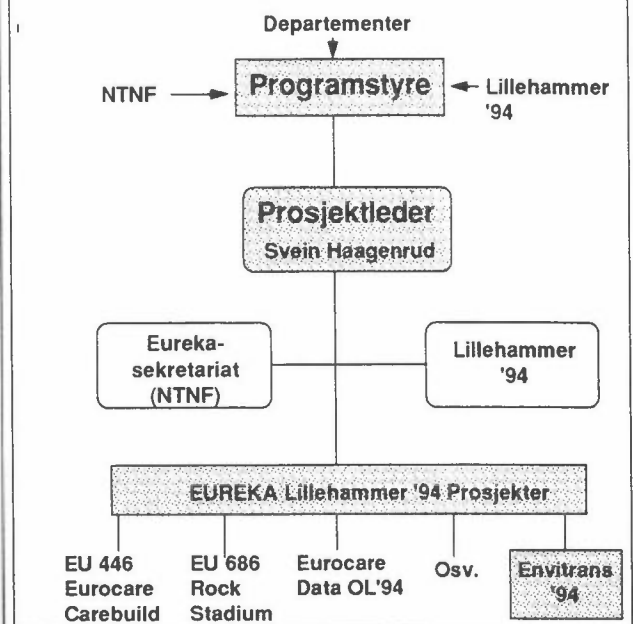 Departementer
NTNF
Programstyre
Lillehammer
'94
Prosjektleder
Svein Haagenrud
Eureka-
sekretariat
(NTNF)
Lillehammer
'94
EUREKA Lillehammer '94 Prosjekter
EU 446
Eurocare
Carebuild
EU 686
Rock
Stadium
Eurocare
Data OL'94
Osv.
Envitrans
'94